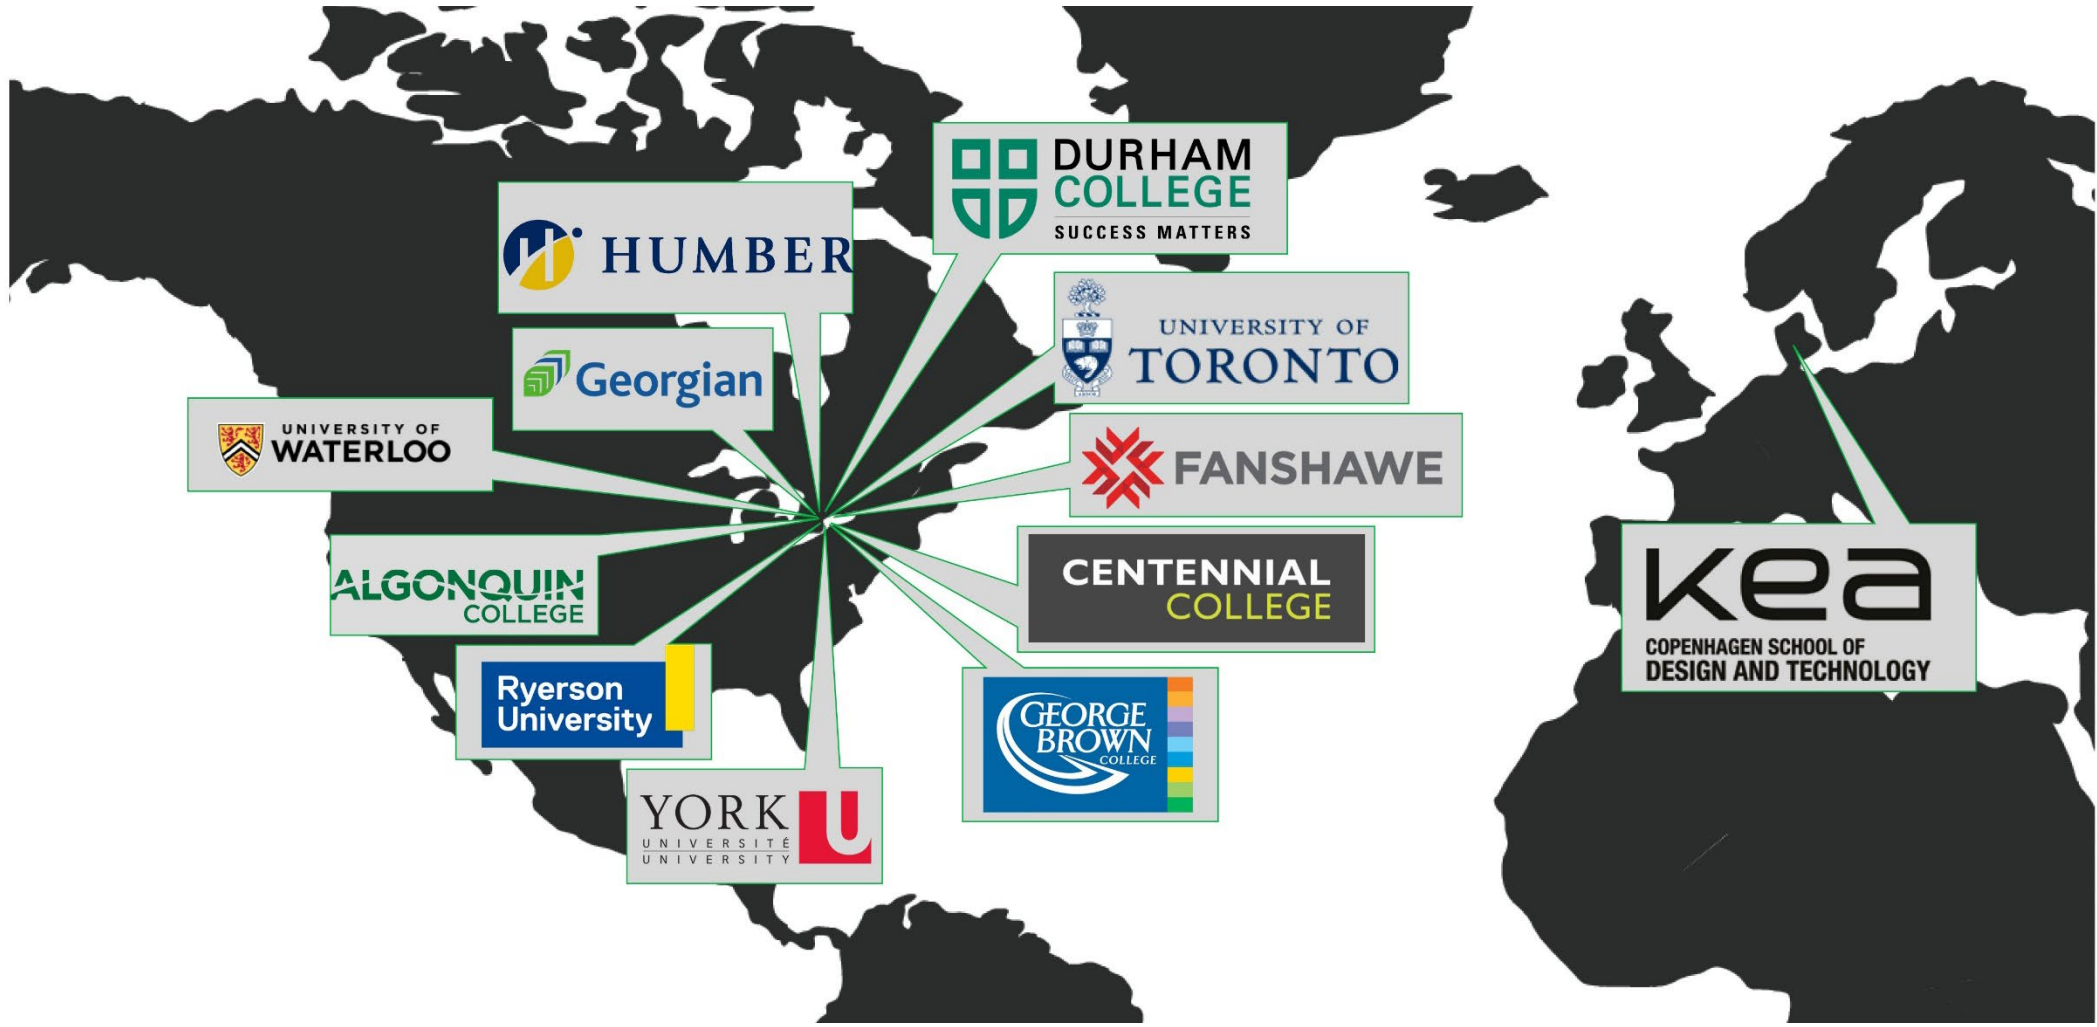 DURHAM
COLLEGE
SUCCESS MATTERS
HUMBER
UNIVERSITY OF
TORONTO
Georgian
UNIVERSITY OF
WATERLOO
FANSHAWE
CENTENNIAL
COLLEGE
ALGONQUIN
COLLEGE
kea
COPENHAGEN SCHOOL OF
DESIGN AND TECHNOLOGY
Ryerson
University
GEORGE
BROWN
COLLEGE
YORK U
UNIVERSITÉ
UNIVERSITY